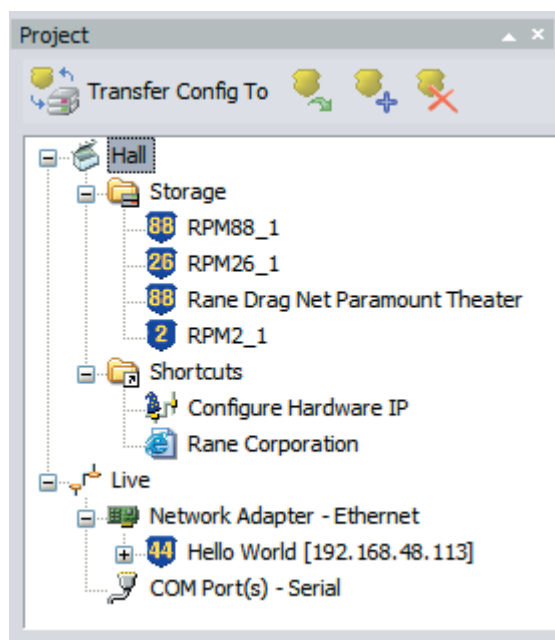 Project
Transfer Config To
Hall
Storage
88 RPM88_1
26 RPM26_1
88 Rane Drag Net Paramount Theater
2 RPM2_1
Shortcuts
Configure Hardware IP
Rane Corporation
Live
Network Adapter - Ethernet
44 Hello World [192.168.48.113]
COM Port(s) - Serial